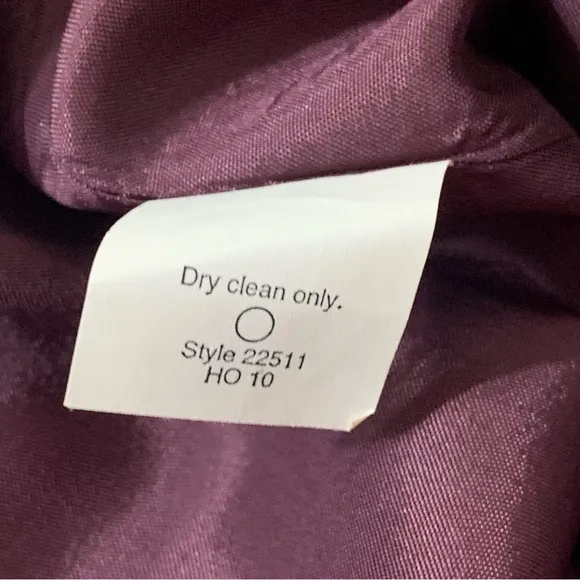 Dry clean only.
Style 22511
HO 10